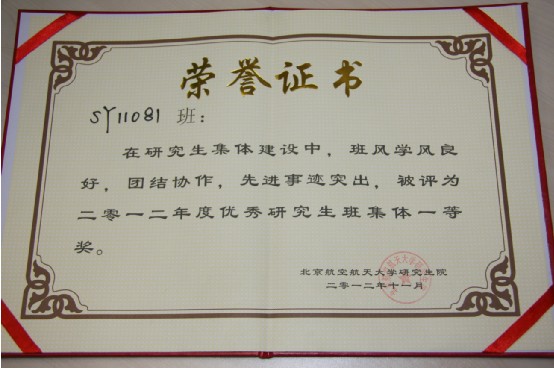 荣誉证书
SY11081 班：
在研究生集体建设中，班风学风良
好，团结协作，先进事迹突出，被评为
二零一二年度优秀研究生班集体一等
奖。
北京航空航天大学研究生院
二零一二年十一月